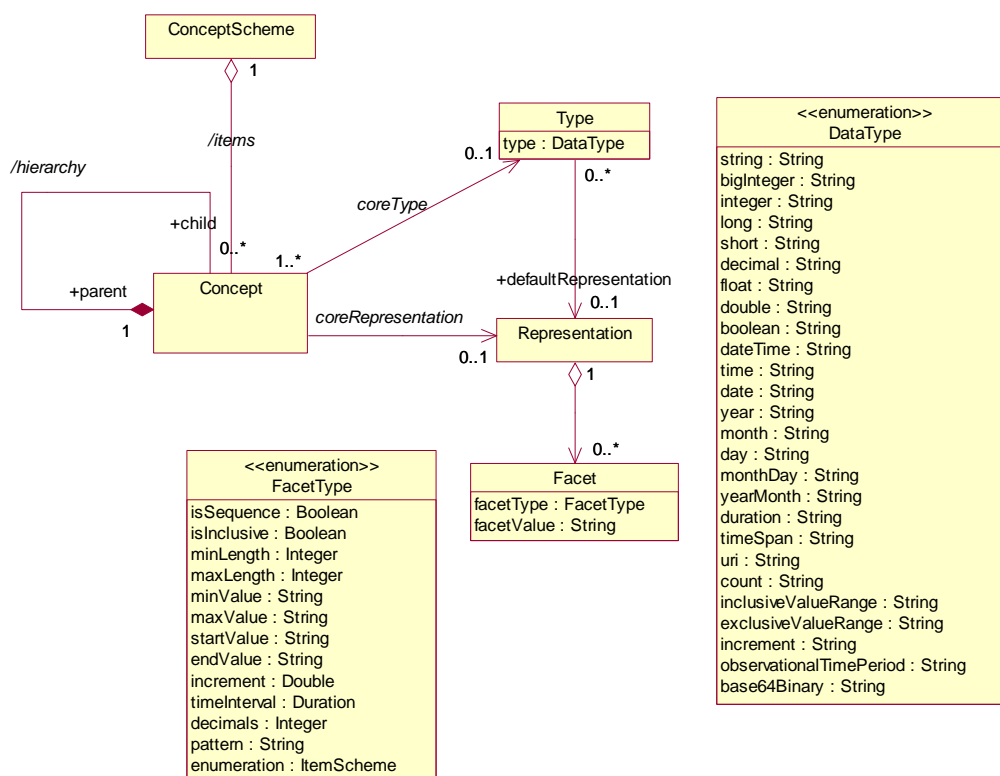 ConceptScheme
1
/items
/hierarchy
+child
0..*
+parent
1
Concept
1..*
coreType
0..1
Type
type : DataType
0..*
+defaultRepresentation
0..1
coreRepresentation
0..1
Representation
1
0..*
Facet
facetType : FacetType
facetValue : String
<<enumeration>>
FacetType
isSequence : Boolean
isInclusive : Boolean
minLength : Integer
maxLength : Integer
minValue : String
maxValue : String
startValue : String
endValue : String
increment : Double
timeInterval : Duration
decimals : Integer
pattern : String
enumeration : ItemScheme
<<enumeration>>
DataType
string : String
bigInteger : String
integer : String
long : String
short : String
decimal : String
float : String
double : String
boolean : String
dateTime : String
time : String
date : String
year : String
month : String
day : String
monthDay : String
yearMonth : String
duration : String
timeSpan : String
uri : String
count : String
inclusiveValueRange : String
exclusiveValueRange : String
increment : String
observationalTimePeriod : String
base64Binary : String